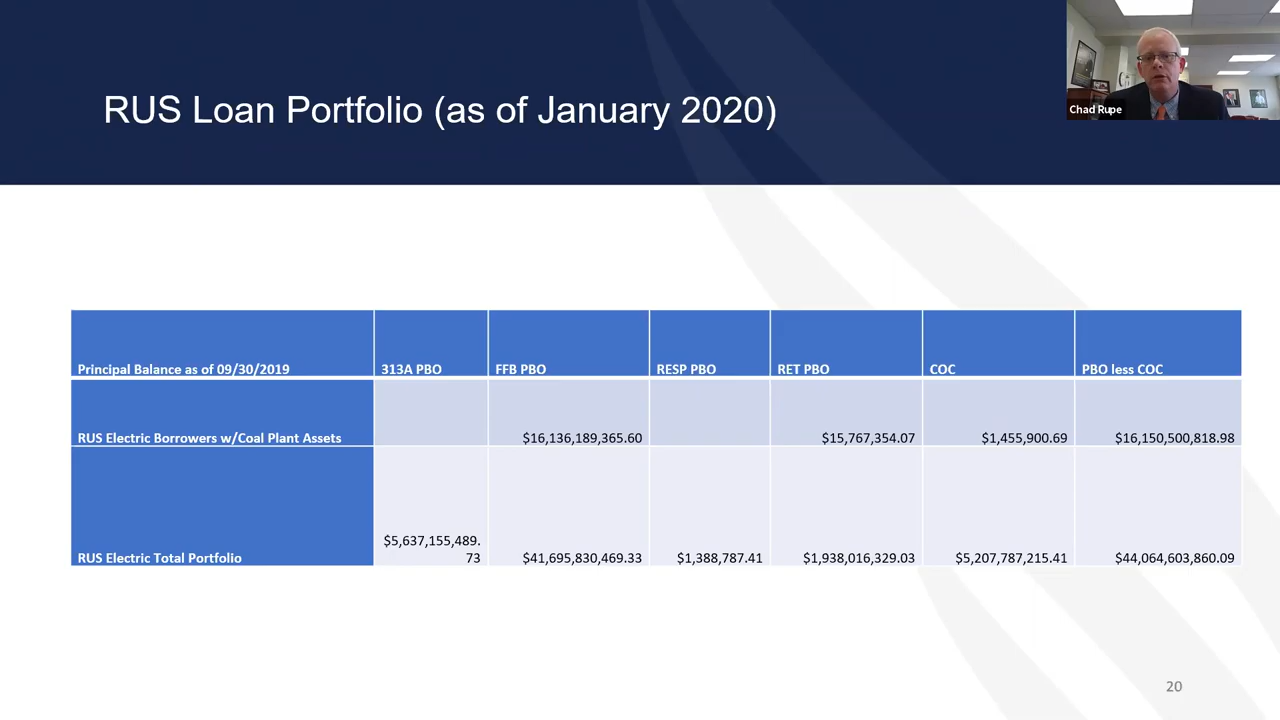 RUS Loan Portfolio (as of January 2020)
Chad Rupe
Principal Balance as of 09/30/2019 313A PBO FFB PBO RESP PBO RET PBO COC PBO less COC
RUS Electric Borrowers w/Coal Plant Assets $16,136,189,365.60 $15,767,354.07 $1,455,900.69 $16,150,500,818.98
$5,637,155,489.
RUS Electric Total Portfolio 73 $41,695,830,469.33 $1,388,787.41 $1,938,016,329.03 $5,207,787,215.41 $44,064,603,860.09
20